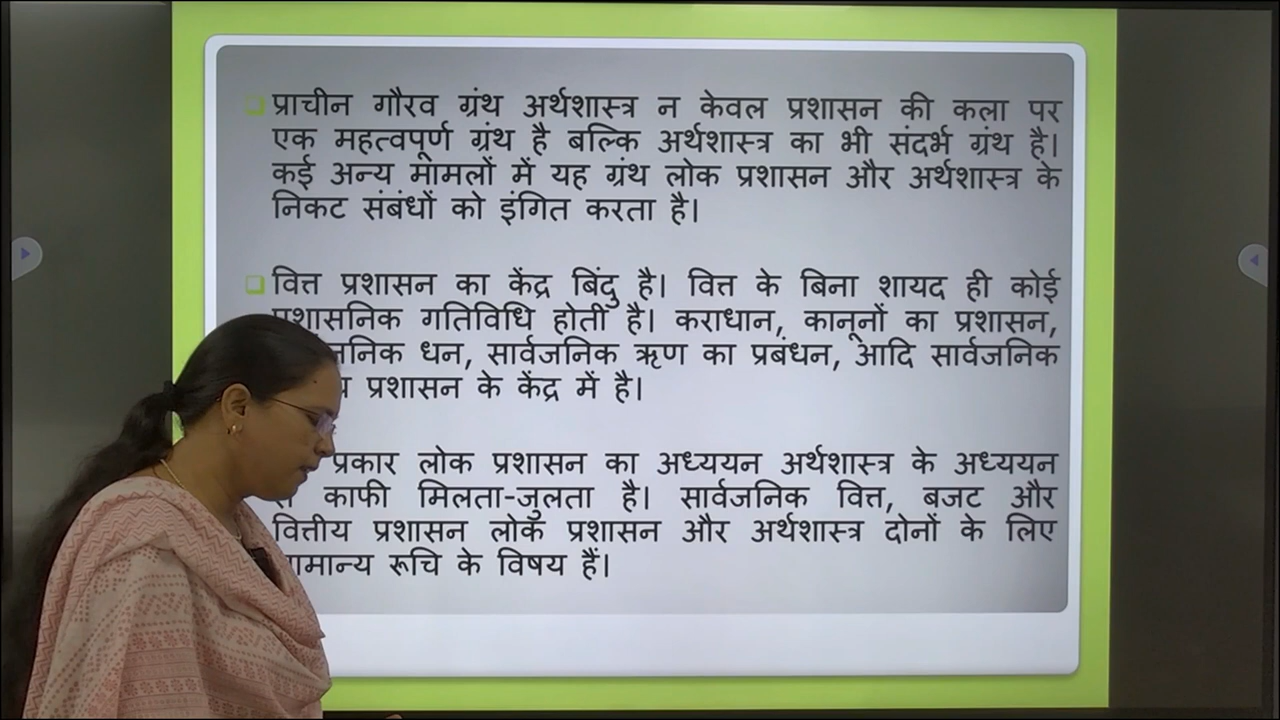 प्राचीन गौरव ग्रंथ अर्थशास्त्र न केवल प्रशासन की कला पर
एक महत्वपूर्ण ग्रंथ है बल्कि अर्थशास्त्र का भी संदर्भ ग्रंथ है।
कई अन्य मामलों में यह ग्रंथ लोक प्रशासन और अर्थशास्त्र के
निकट संबंधों को इंगित करता है।
वित्त प्रशासन का केंद्र बिंदु है। वित्त के बिना शायद ही कोई
प्रशासनिक गतिविधि होती है। कराधान, कानूनों का प्रशासन,
धन, सार्वजनिक ऋण का प्रबंधन, आदि सार्वजनिक
प्रशासन के केंद्र में है।
प्रकार लोक प्रशासन का अध्ययन अर्थशास्त्र के अध्ययन
काफी मिलता-जुलता है। सार्वजनिक वित्त, बजट और
वित्तीय प्रशासन लोक प्रशासन और अर्थशास्त्र दोनों के लिए
सामान्य रूचि के विषय हैं।